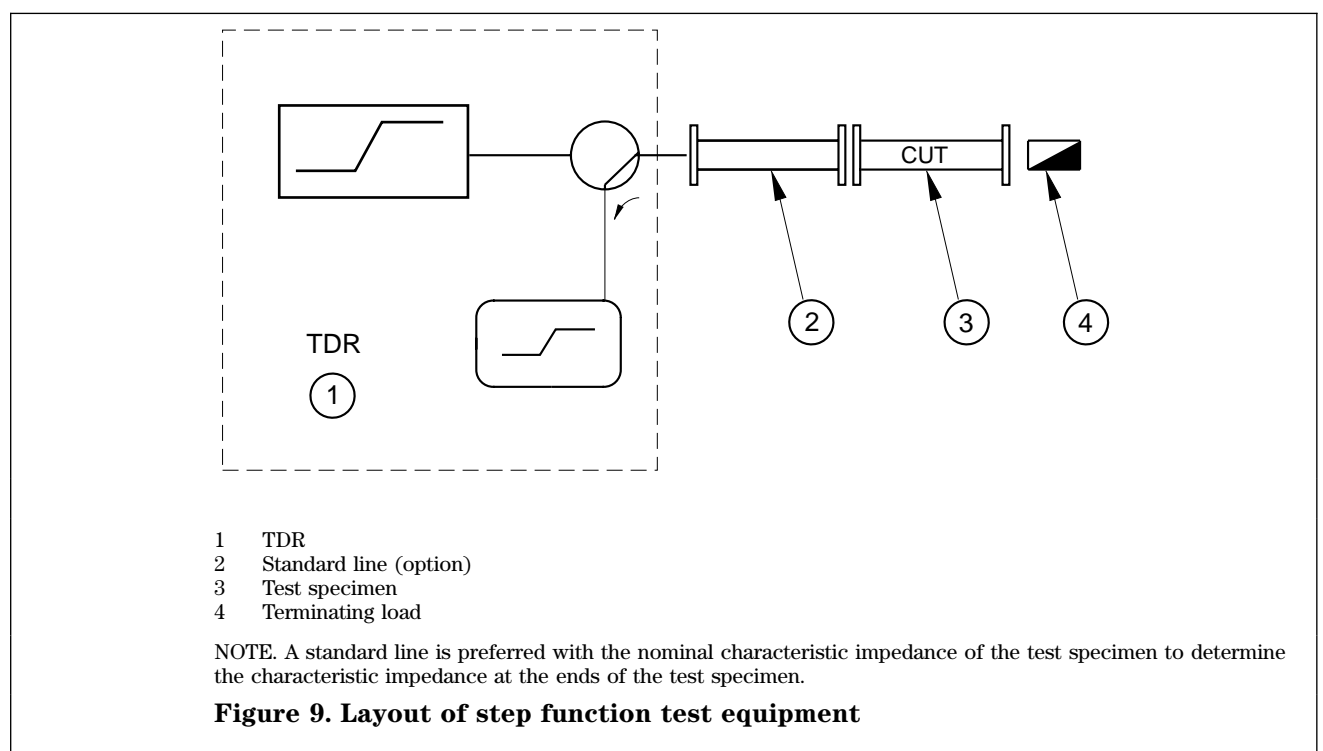 CUT
2
3
4
TDR
1
1 TDR
2 Standard line (option)
3 Test specimen
4 Terminating load
NOTE. A standard line is preferred with the nominal characteristic impedance of the test specimen to determine
the characteristic impedance at the ends of the test specimen.
Figure 9. Layout of step function test equipment